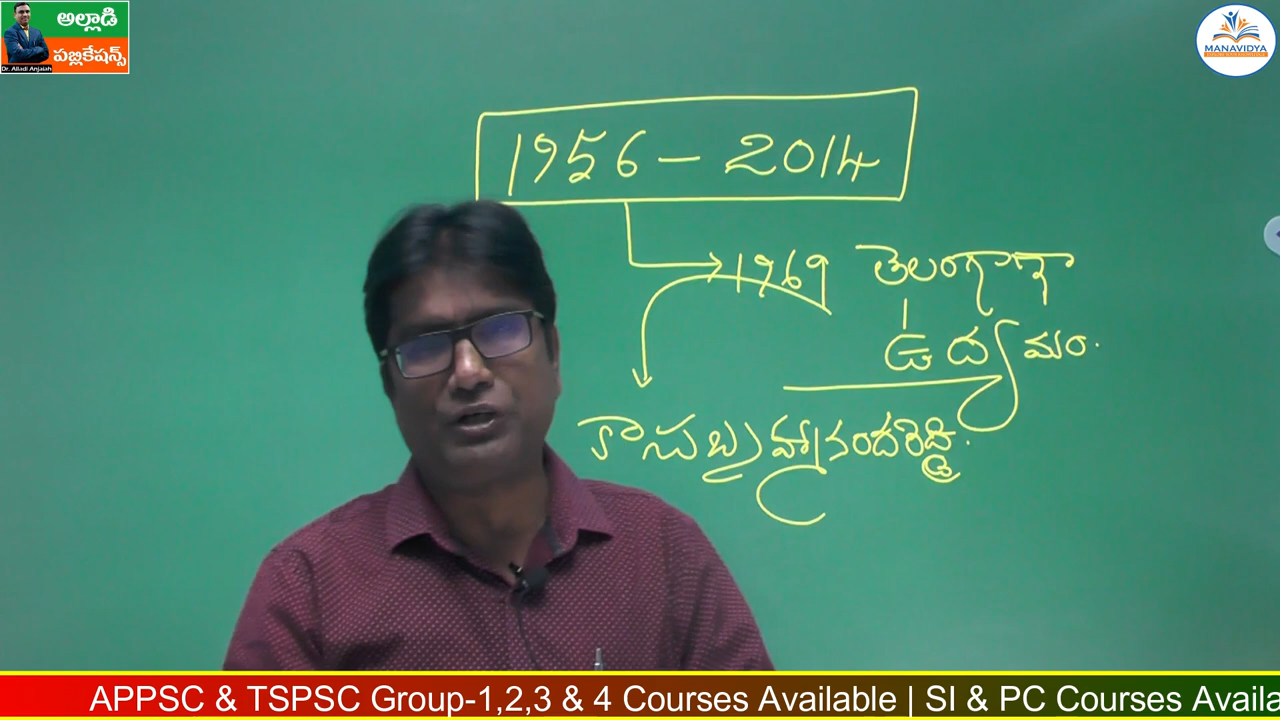 అల్లాడి
పబ్లికేషన్స్
Dr. Alladi Anjaiah
MANAVIDYA
1956 – 2014
1969 తెలంగాణా
ఉద్యమం.
కాసుబ్రహ్మానందరెడ్డి.
APPSC & TSPSC Group-1,2,3 & 4 Courses Available | SI & PC Courses Availa